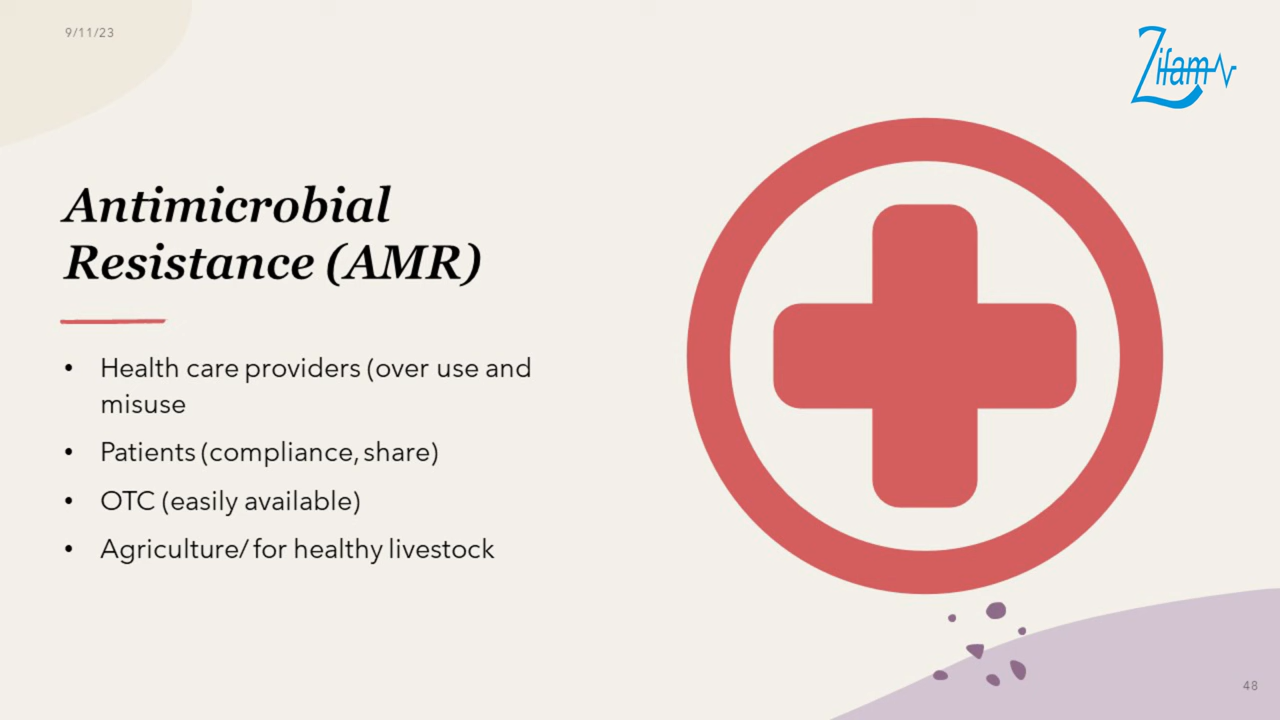 9/11/23
Zifam
Antimicrobial
Resistance (AMR)
• Health care providers (over use and
misuse
• Patients (compliance, share)
• OTC (easily available)
• Agriculture/ for healthy livestock
48